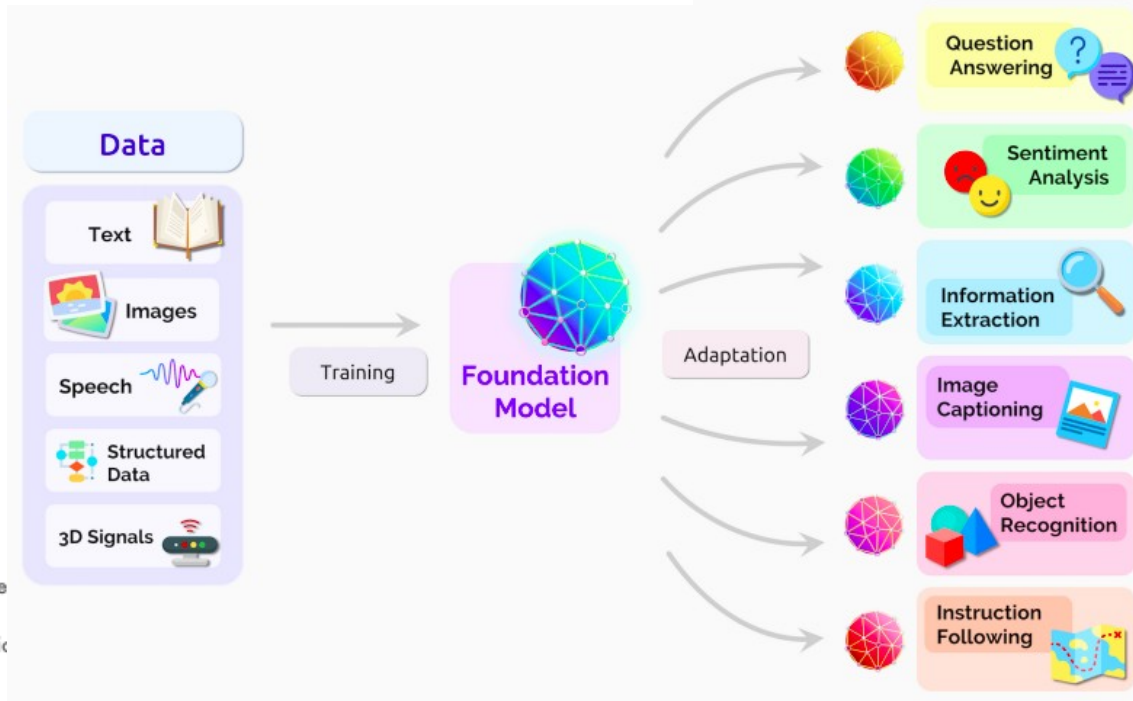 Data
Text
Images
Speech
Structured
Data
3D Signals
Training
Foundation
Model
Adaptation
Question
Answering
?
Sentiment
Analysis
Information
Extraction
Image
Captioning
Object
Recognition
Instruction
Following